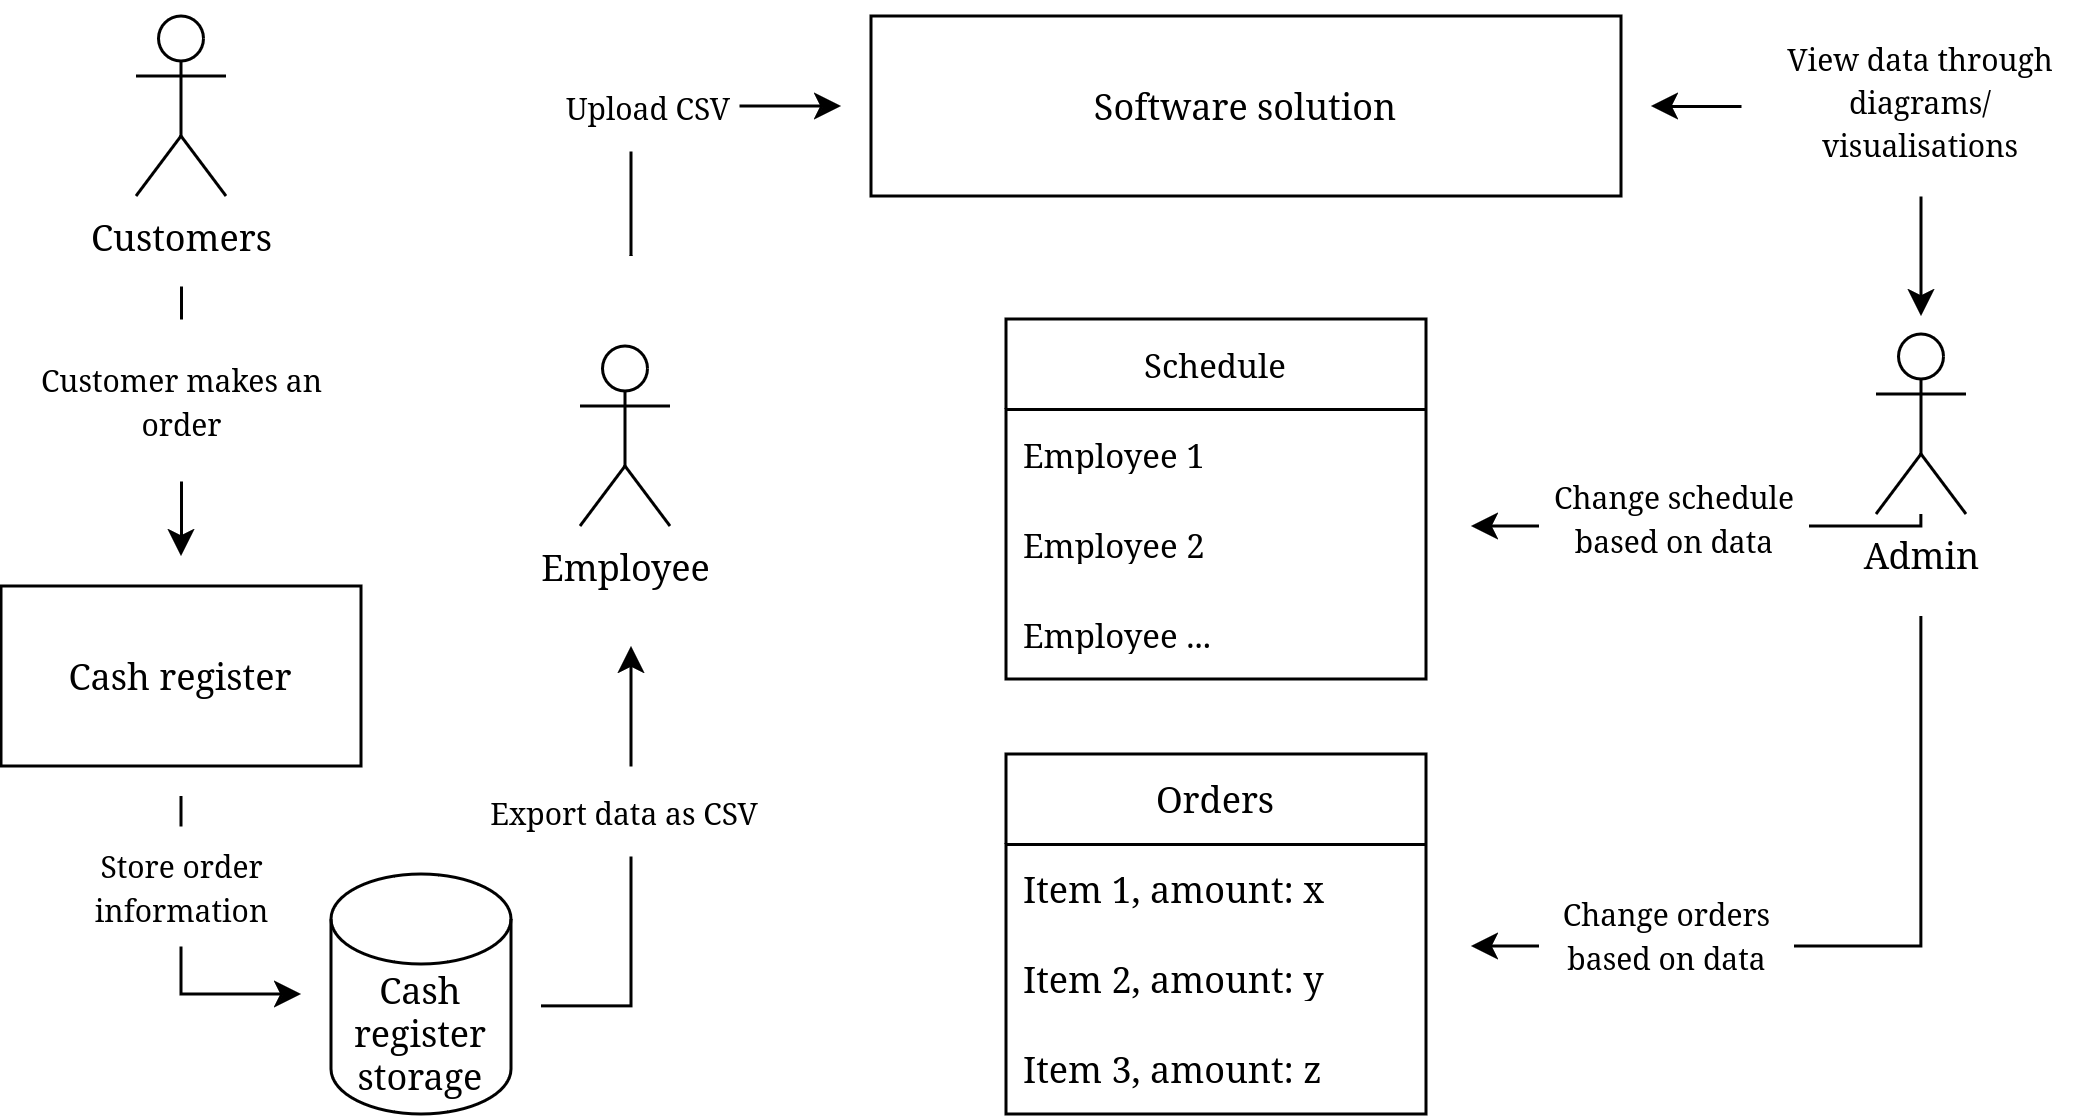 Customers
Customer makes an
order
Cash register
Store order
information
Cash
register
storage
Export data as CSV
Employee
Upload CSV
Software solution
View data through
diagrams/
visualisations
Admin
Change schedule
based on data
Schedule
Employee 1
Employee 2
Employee ...
Change orders
based on data
Orders
Item 1, amount: x
Item 2, amount: y
Item 3, amount: z